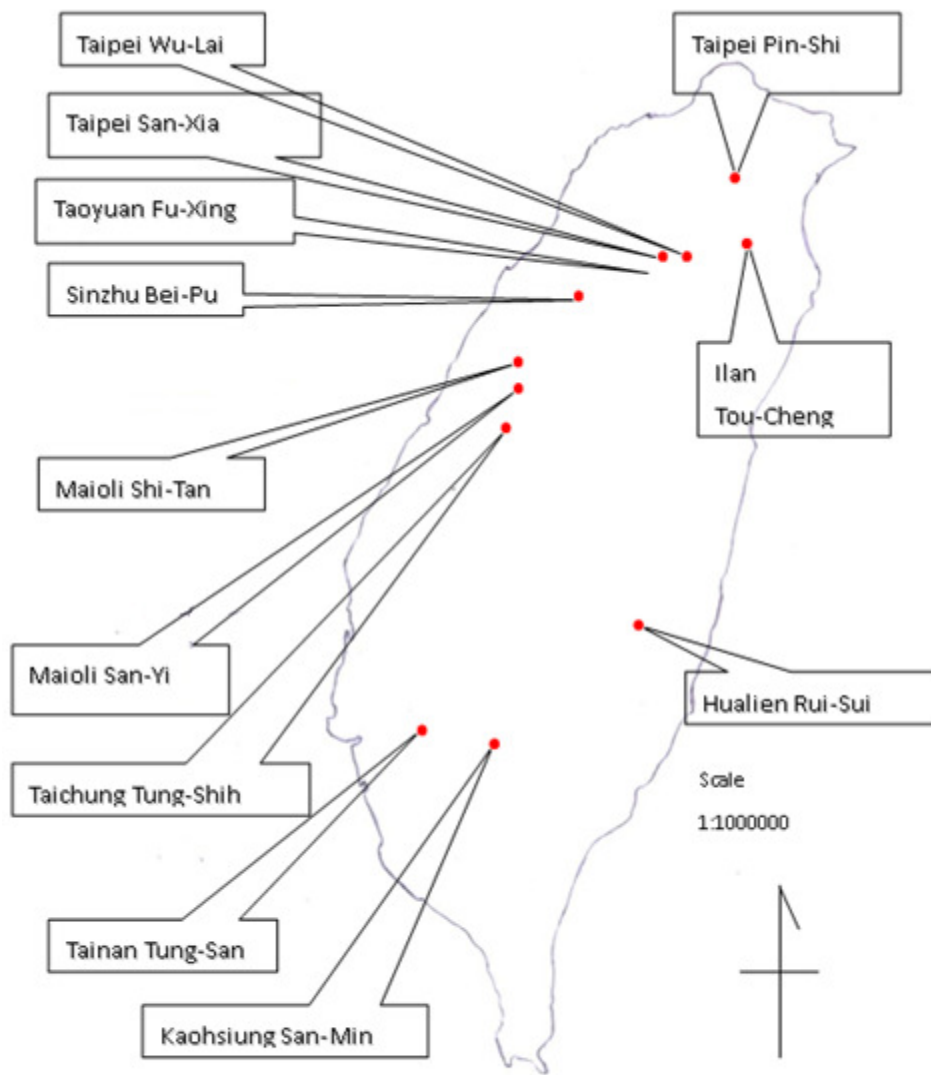 Taipei Wu-Lai
Taipei Pin-Shi
Taipei San-Xia
Taoyuan Fu-Xing
Sinzhu Bei-Pu
Ilan
Tou-Cheng
Maioli Shi-Tan
Maioli San-Yi
Hualien Rui-Sui
Taichung Tung-Shih
Scale
1:1000000
Tainan Tung-San
Kaohsiung San-Min